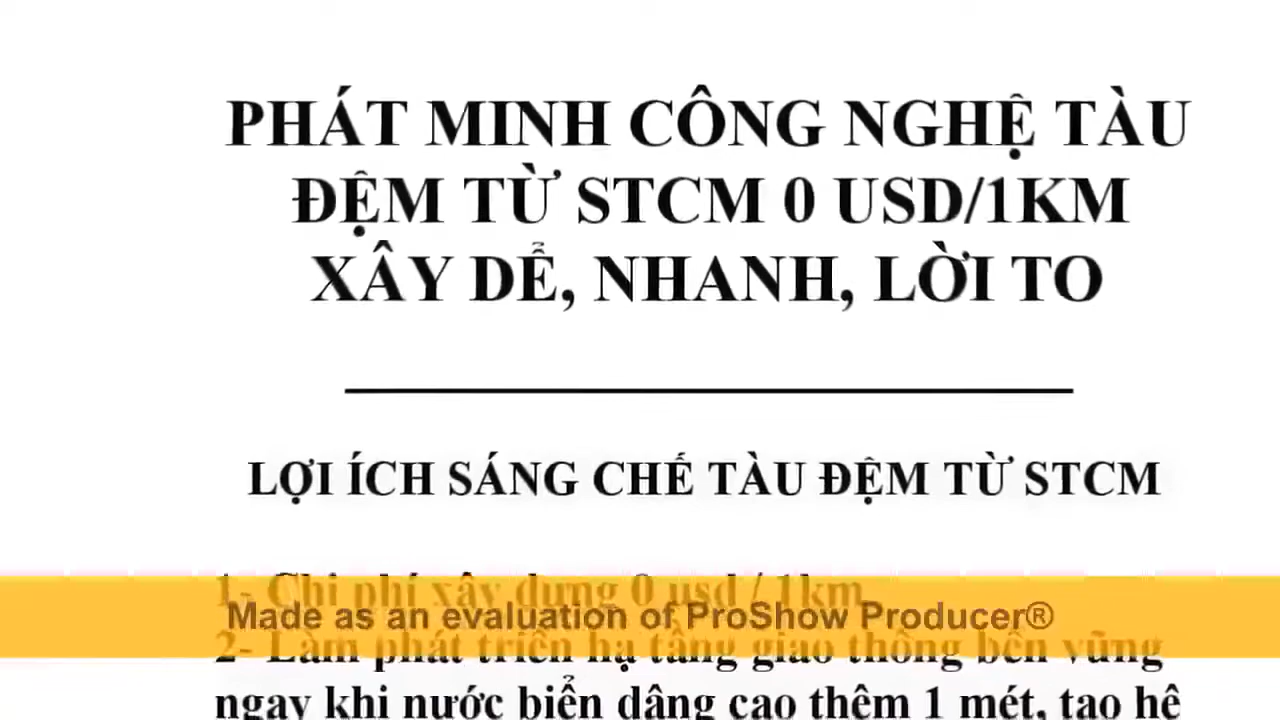 PHÁT MINH CÔNG NGHỆ TÀU
ĐỆM TỪ STCM 0 USD/1KM
XÂY DỂ, NHANH, LỜI TO
LỢI ÍCH SÁNG CHẾ TÀU ĐỆM TỪ STCM
1- Chi phí xây dựng 0 usd / 1km
Made as an evaluation of ProShow Producer®
2- Làm phát triển hạ tầng giao thông bền vững
ngay khi nước biển dâng cao thêm 1 mét, tạo hệ